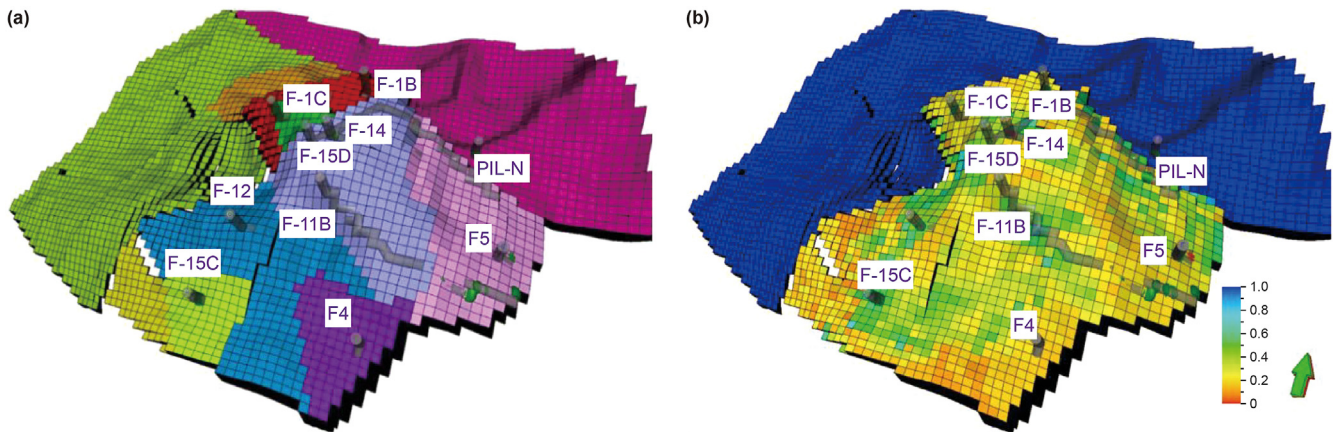 (a)
F-1B
F-1C
F-14
F-15D
PIL-N
F-12
F-11B
F5
F-15C
F4
(b)
F-1C
F-1B
F-14
F-15D
PIL-N
F-11B
F5
F-15C
F4
1.0
0.8
0.6
0.4
0.2
0